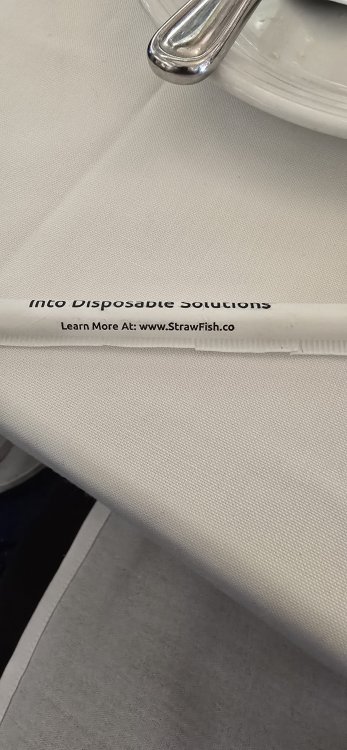 Into Disposable Solutions
Learn More At: www.StrawFish.co